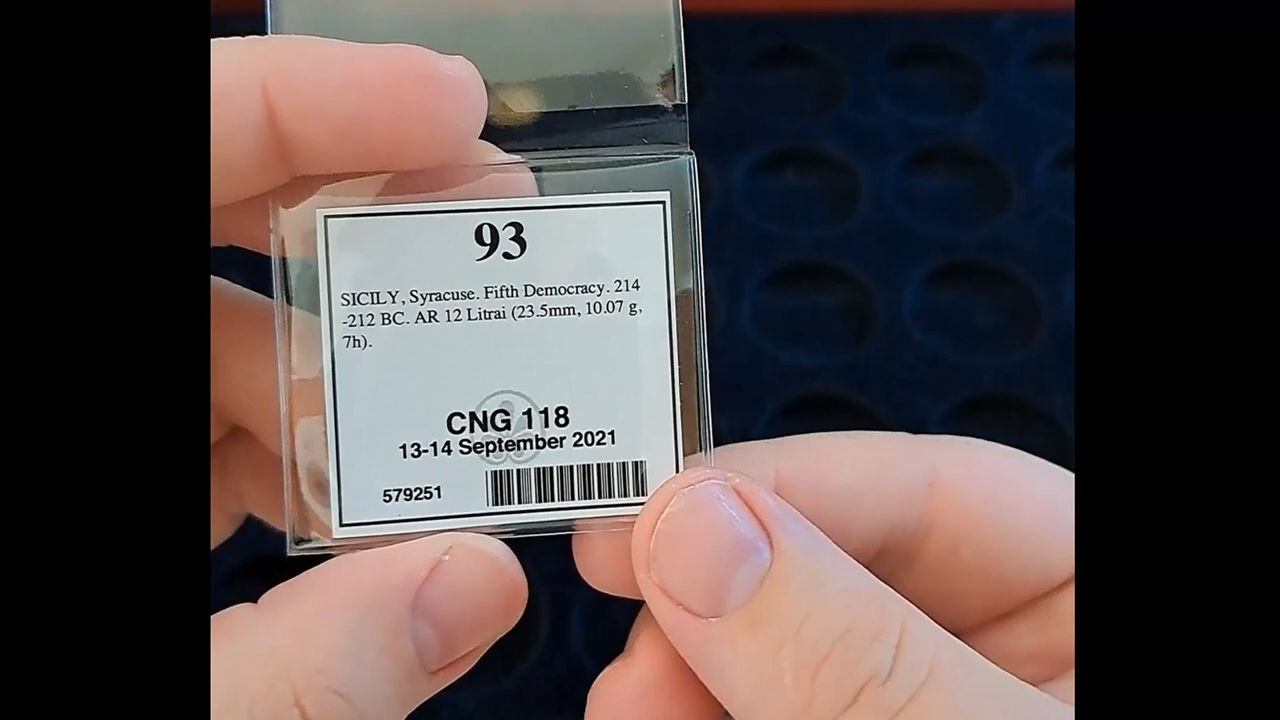 93
SICILY, Syracuse. Fifth Democracy. 214
-212 BC. AR 12 Litrai (23.5mm, 10.07 g,
7h).
CNG 118
13-14 September 2021
579251